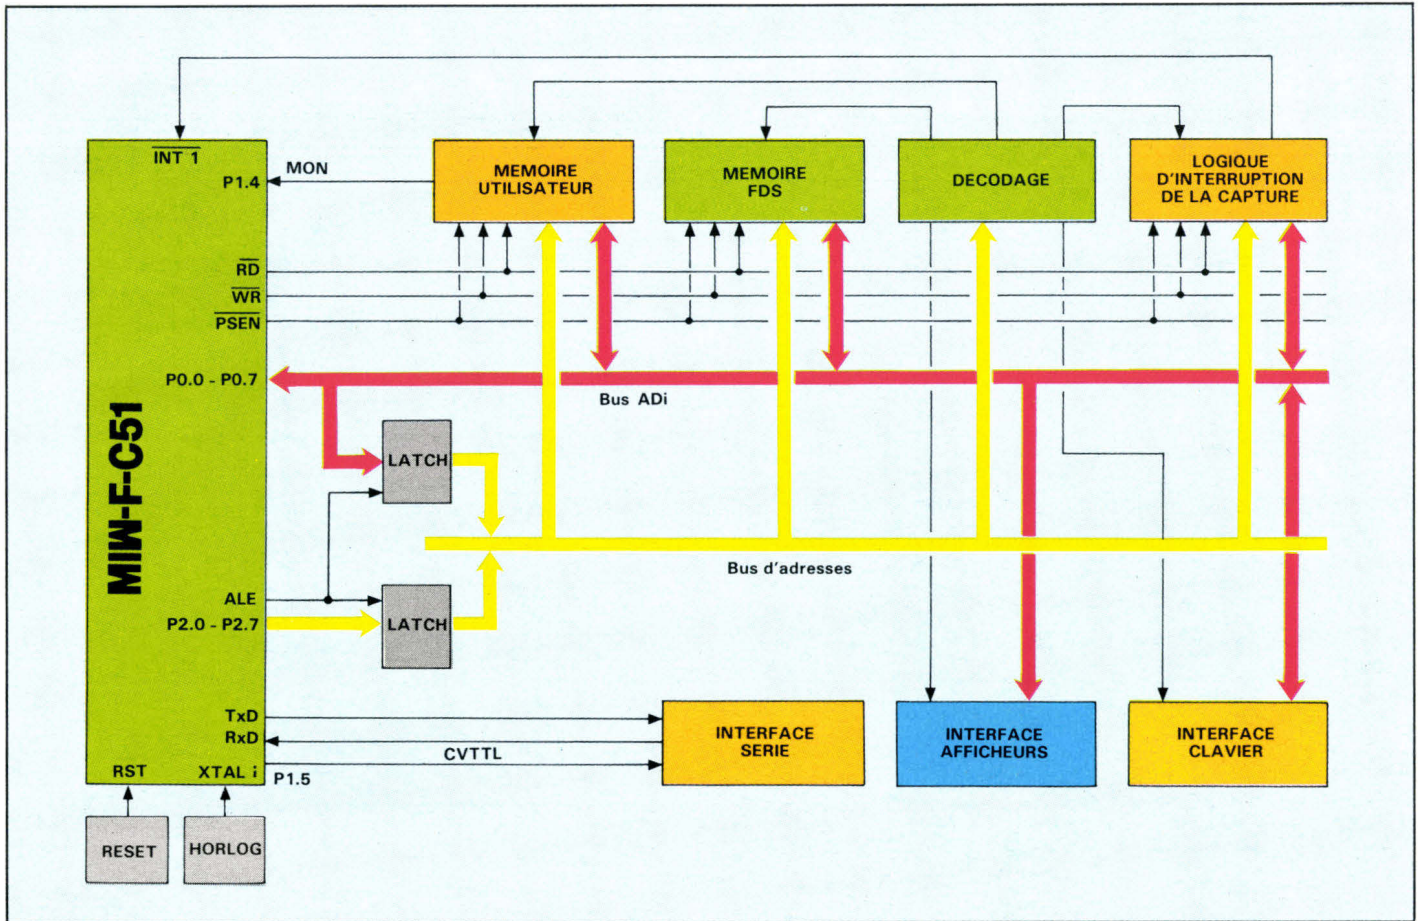 INT 1
P1.4
MON
MEMOIRE
UTILISATEUR
MEMOIRE
FDS
DECODAGE
LOGIQUE
D'INTERRUPTION
DE LA CAPTURE
RD
WR
PSEN
P0.0 - P0.7
Bus ADi
MIW-F-C51
LATCH
Bus d'adresses
ALE
P2.0 - P2.7
LATCH
TxD
RxD
CVTTL
INTERFACE
SERIE
INTERFACE
AFFICHEURS
INTERFACE
CLAVIER
RST
XTAL i
P1.5
RESET
HORLOG